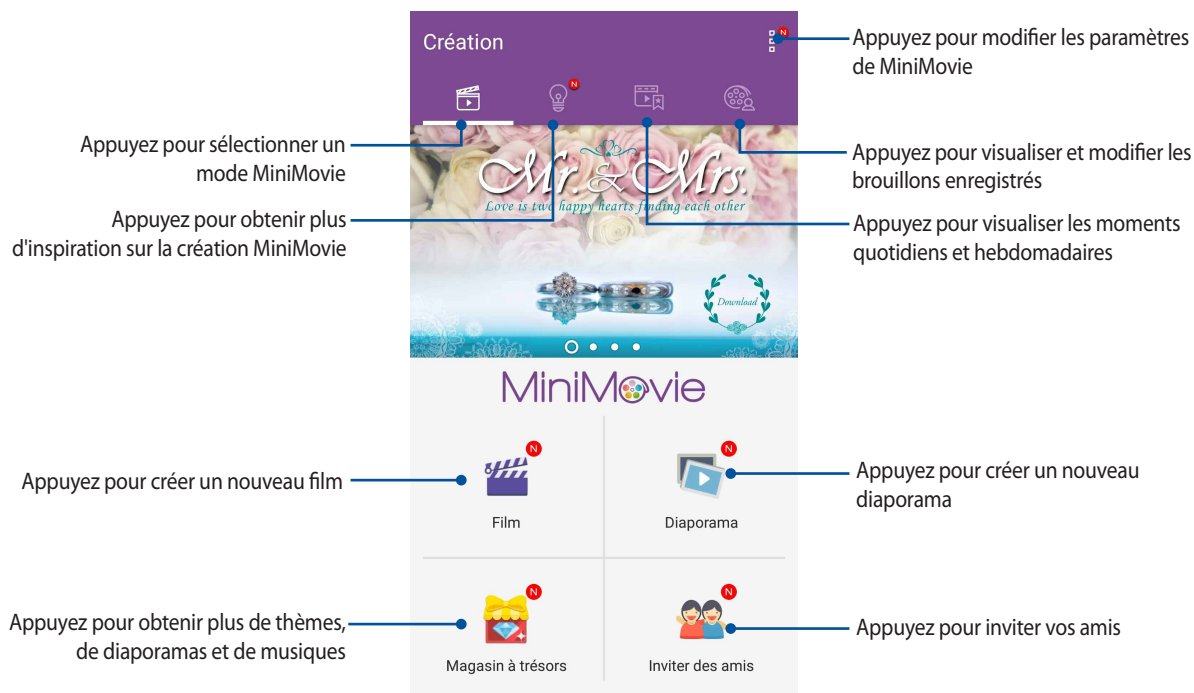 Création
N
Appuyez pour modifier les paramètres
de MiniMovie
N
Appuyez pour sélectionner un
mode MiniMovie
Appuyez pour obtenir plus
d'inspiration sur la création MiniMovie
Mr. & Mrs.
Love is two happy hearts finding each other
Download
Appuyez pour visualiser et modifier les
brouillons enregistrés
Appuyez pour visualiser les moments
quotidiens et hebdomadaires
MiniMovie
Appuyez pour créer un nouveau film
N
Film
N
Diaporama
Appuyez pour créer un nouveau
diaporama
Appuyez pour obtenir plus de thèmes,
de diaporamas et de musiques
N
Magasin à trésors
N
Inviter des amis
Appuyez pour inviter vos amis